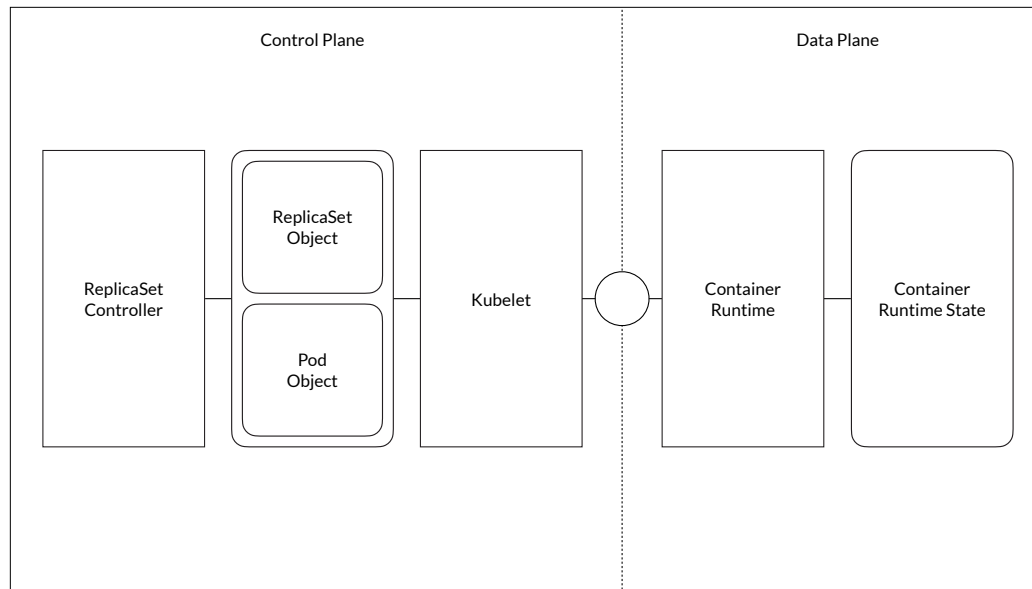 Control Plane
Data Plane
ReplicaSet
Controller
ReplicaSet
Object
Pod
Object
Kubelet
Container
Runtime
Container
Runtime State